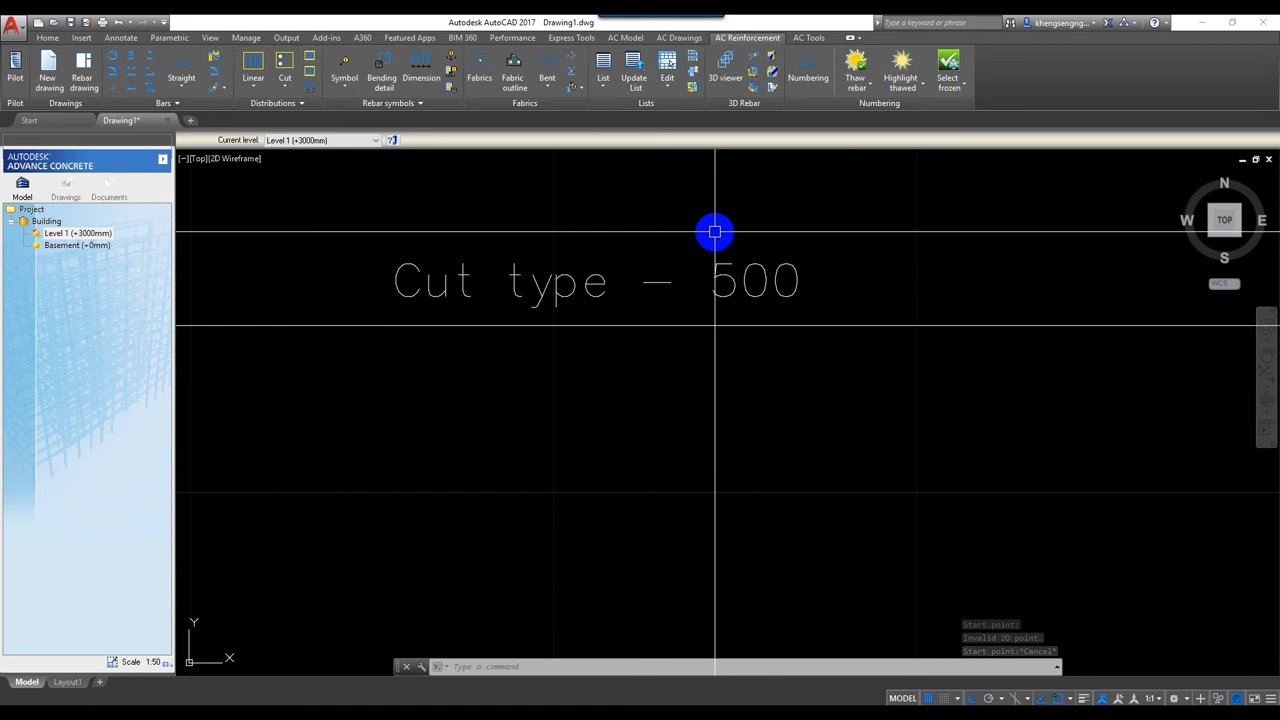 Autodesk AutoCAD 2017 Drawing1.dwg
Type a keyword or phrase
khengsengng...
Home Insert Annotate Parametric View Manage Output Add-ins A360 Featured Apps BIM 360 Performance Express Tools AC Model AC Drawings AC Reinforcement AC Tools
Pilot New drawing Rebar drawing Straight Linear Cut Symbol Bending detail Dimension Fabrics Fabric outline Bent List Update List Edit 3D viewer Numbering Thaw rebar Highlight thawed Select frozen
Pilot Drawings Bars Distributions Rebar symbols Fabrics Lists 3D Rebar Numbering
Start Drawing1*
Current level: Level 1 (+3000mm)
[−][Top][2D Wireframe]
AUTODESK
ADVANCE CONCRETE
Model Drawings Documents
Project
Building
Level 1 (+3000mm)
Basement (+0mm)
N
W TOP E
S
WCS
Cut type - 500
Y
X
Start point:
Invalid 2D point.
Start point:*Cancel*
Type a command
Scale 1:50
Model Layout1
MODEL 1:1